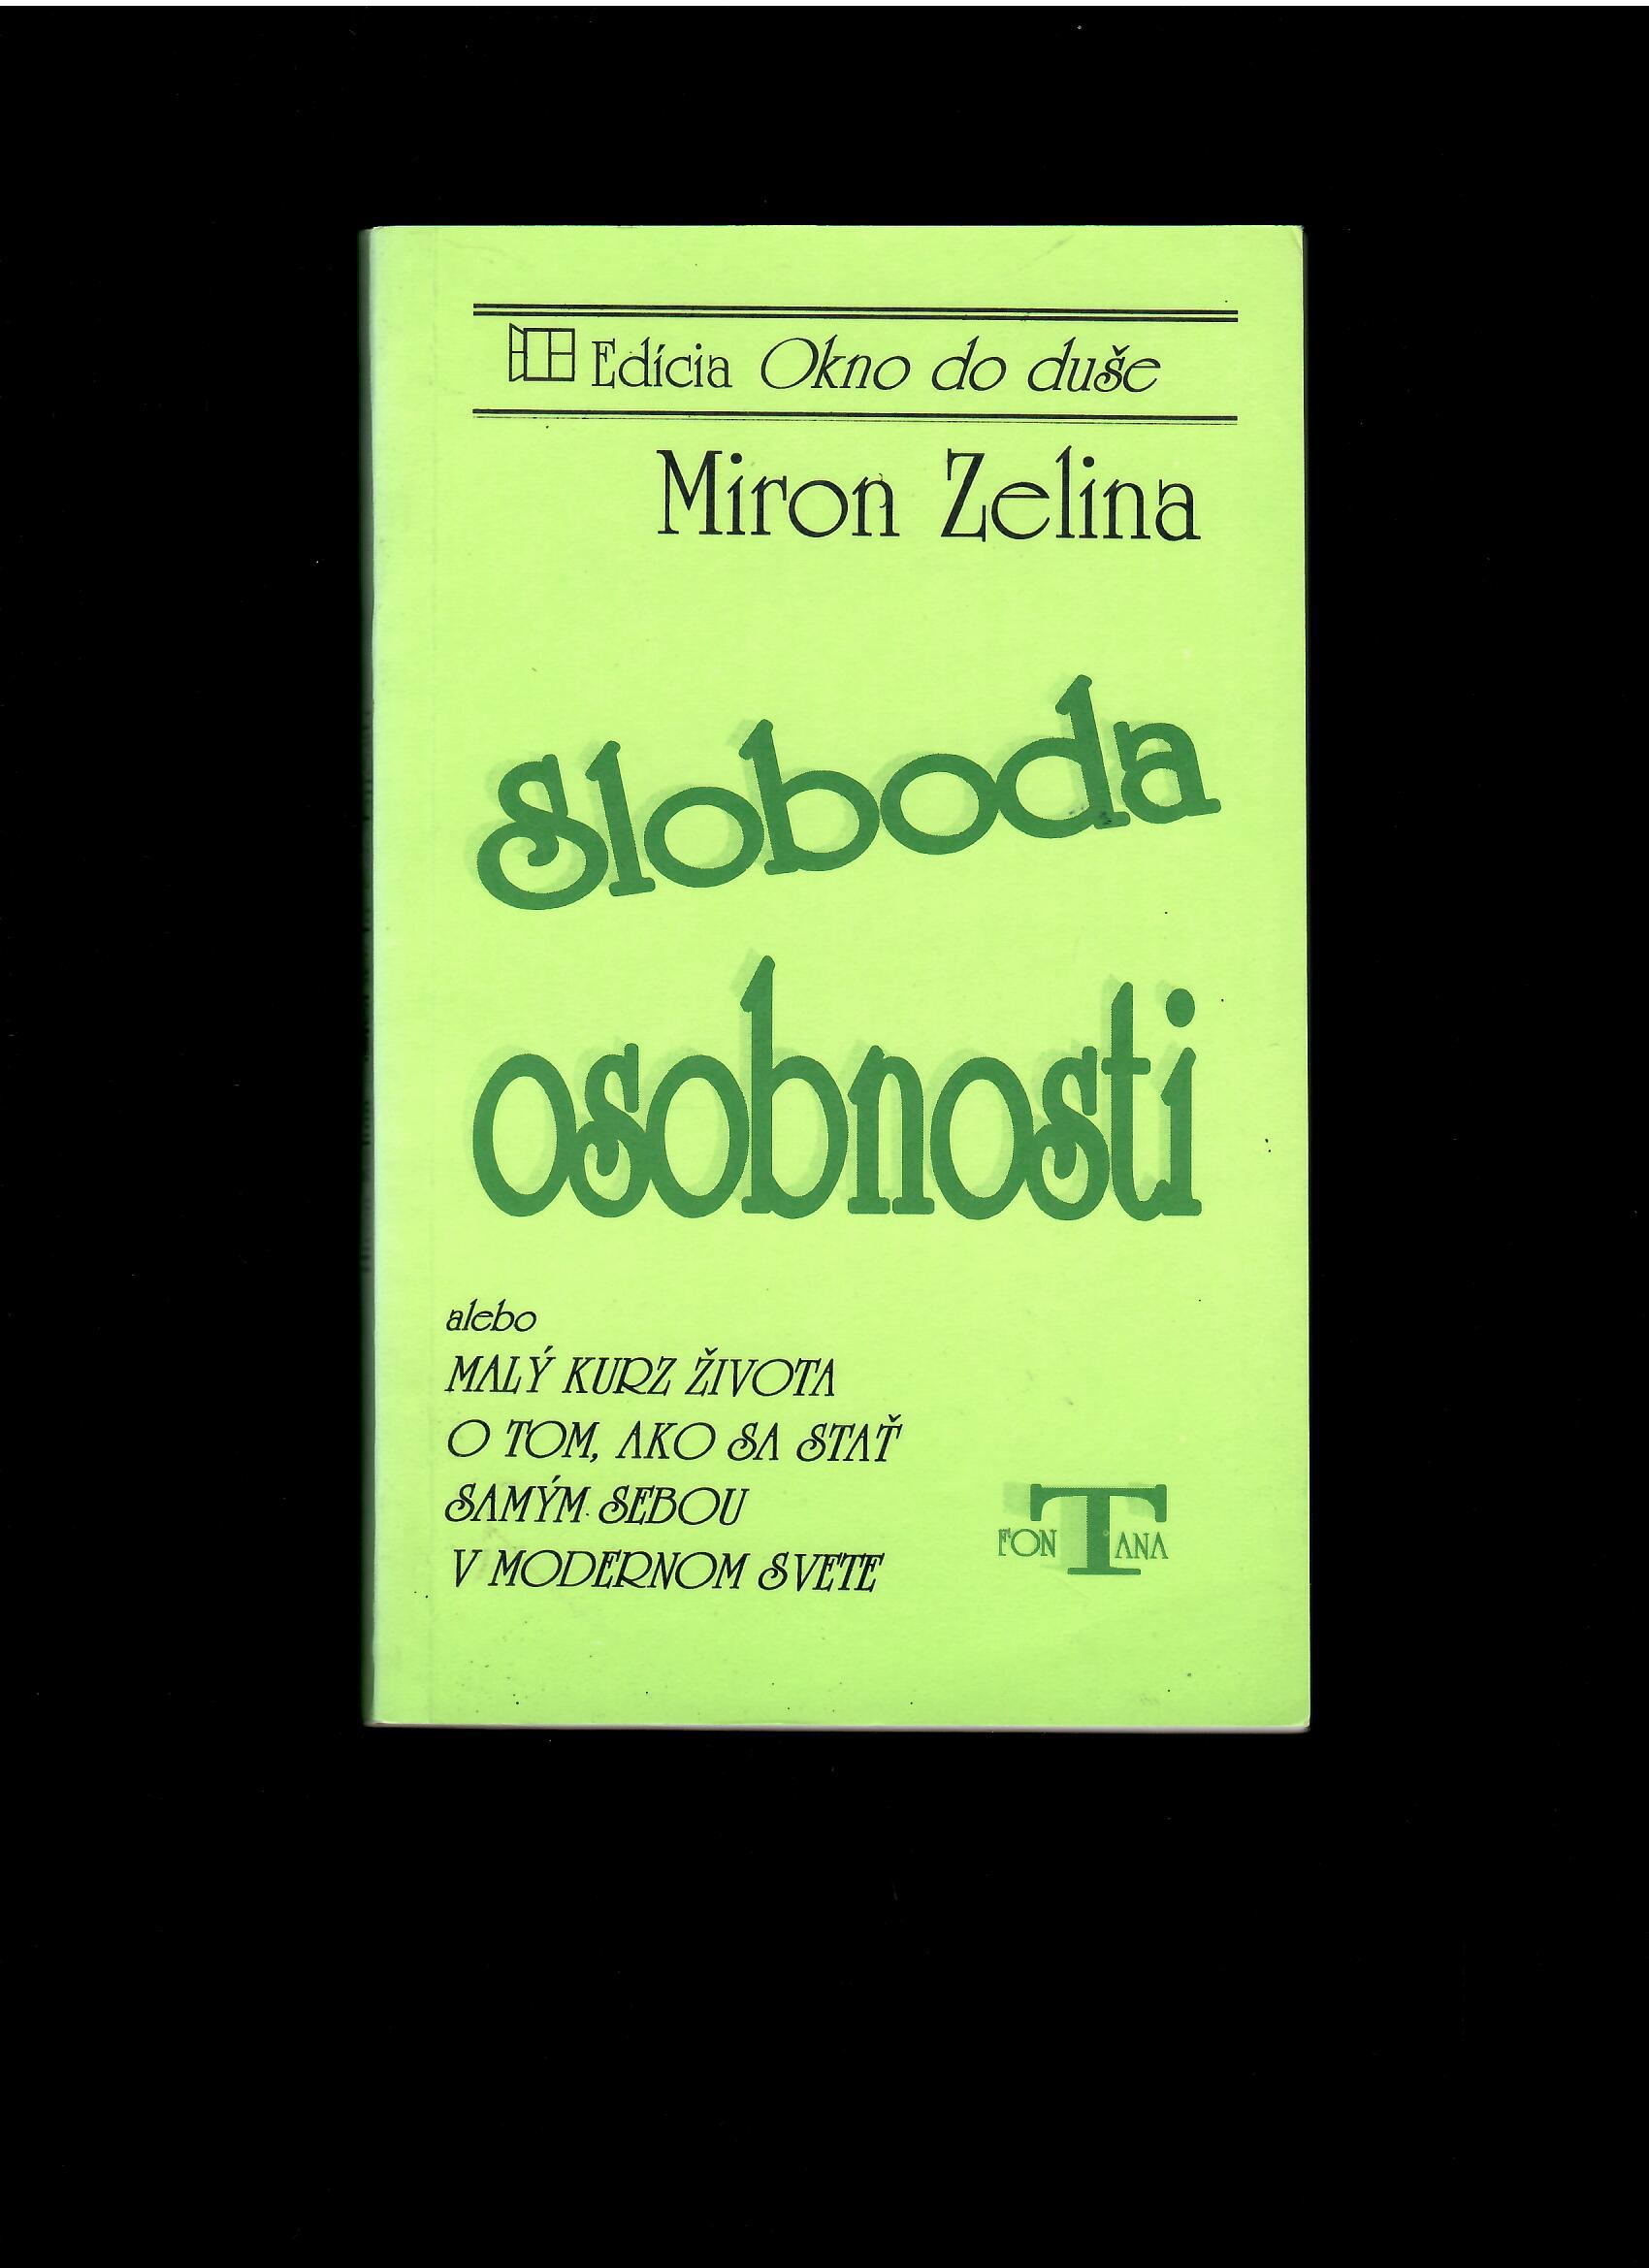 Edícia Okno do duše
Miron Zelina
Sloboda
osobnosti
alebo
MALÝ KURZ ŽIVOTA
O TOM, AKO SA STAŤ
SAMÝM SEBOU
V MODERNOM SVETE
FONTANA